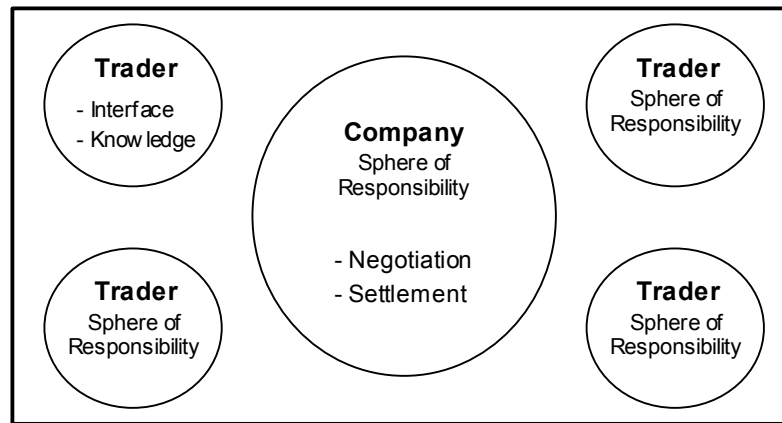 Trader
- Interface
- Knowledge
Trader
Sphere of
Responsibility
Company
Sphere of
Responsibility
- Negotiation
- Settlement
Trader
Sphere of
Responsibility
Trader
Sphere of
Responsibility